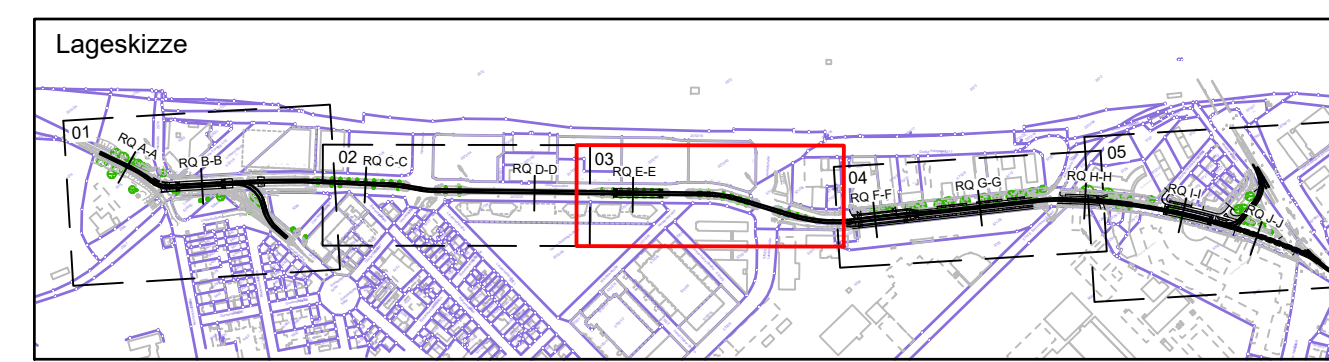 Lageskizze
01
RQ A-A
RQ B-B
02
RQ C-C
RQ D-D
03
RQ E-E
04
RQ F-F
RQ G-G
05
RQ H-H
RQ I-I
RQ J-J